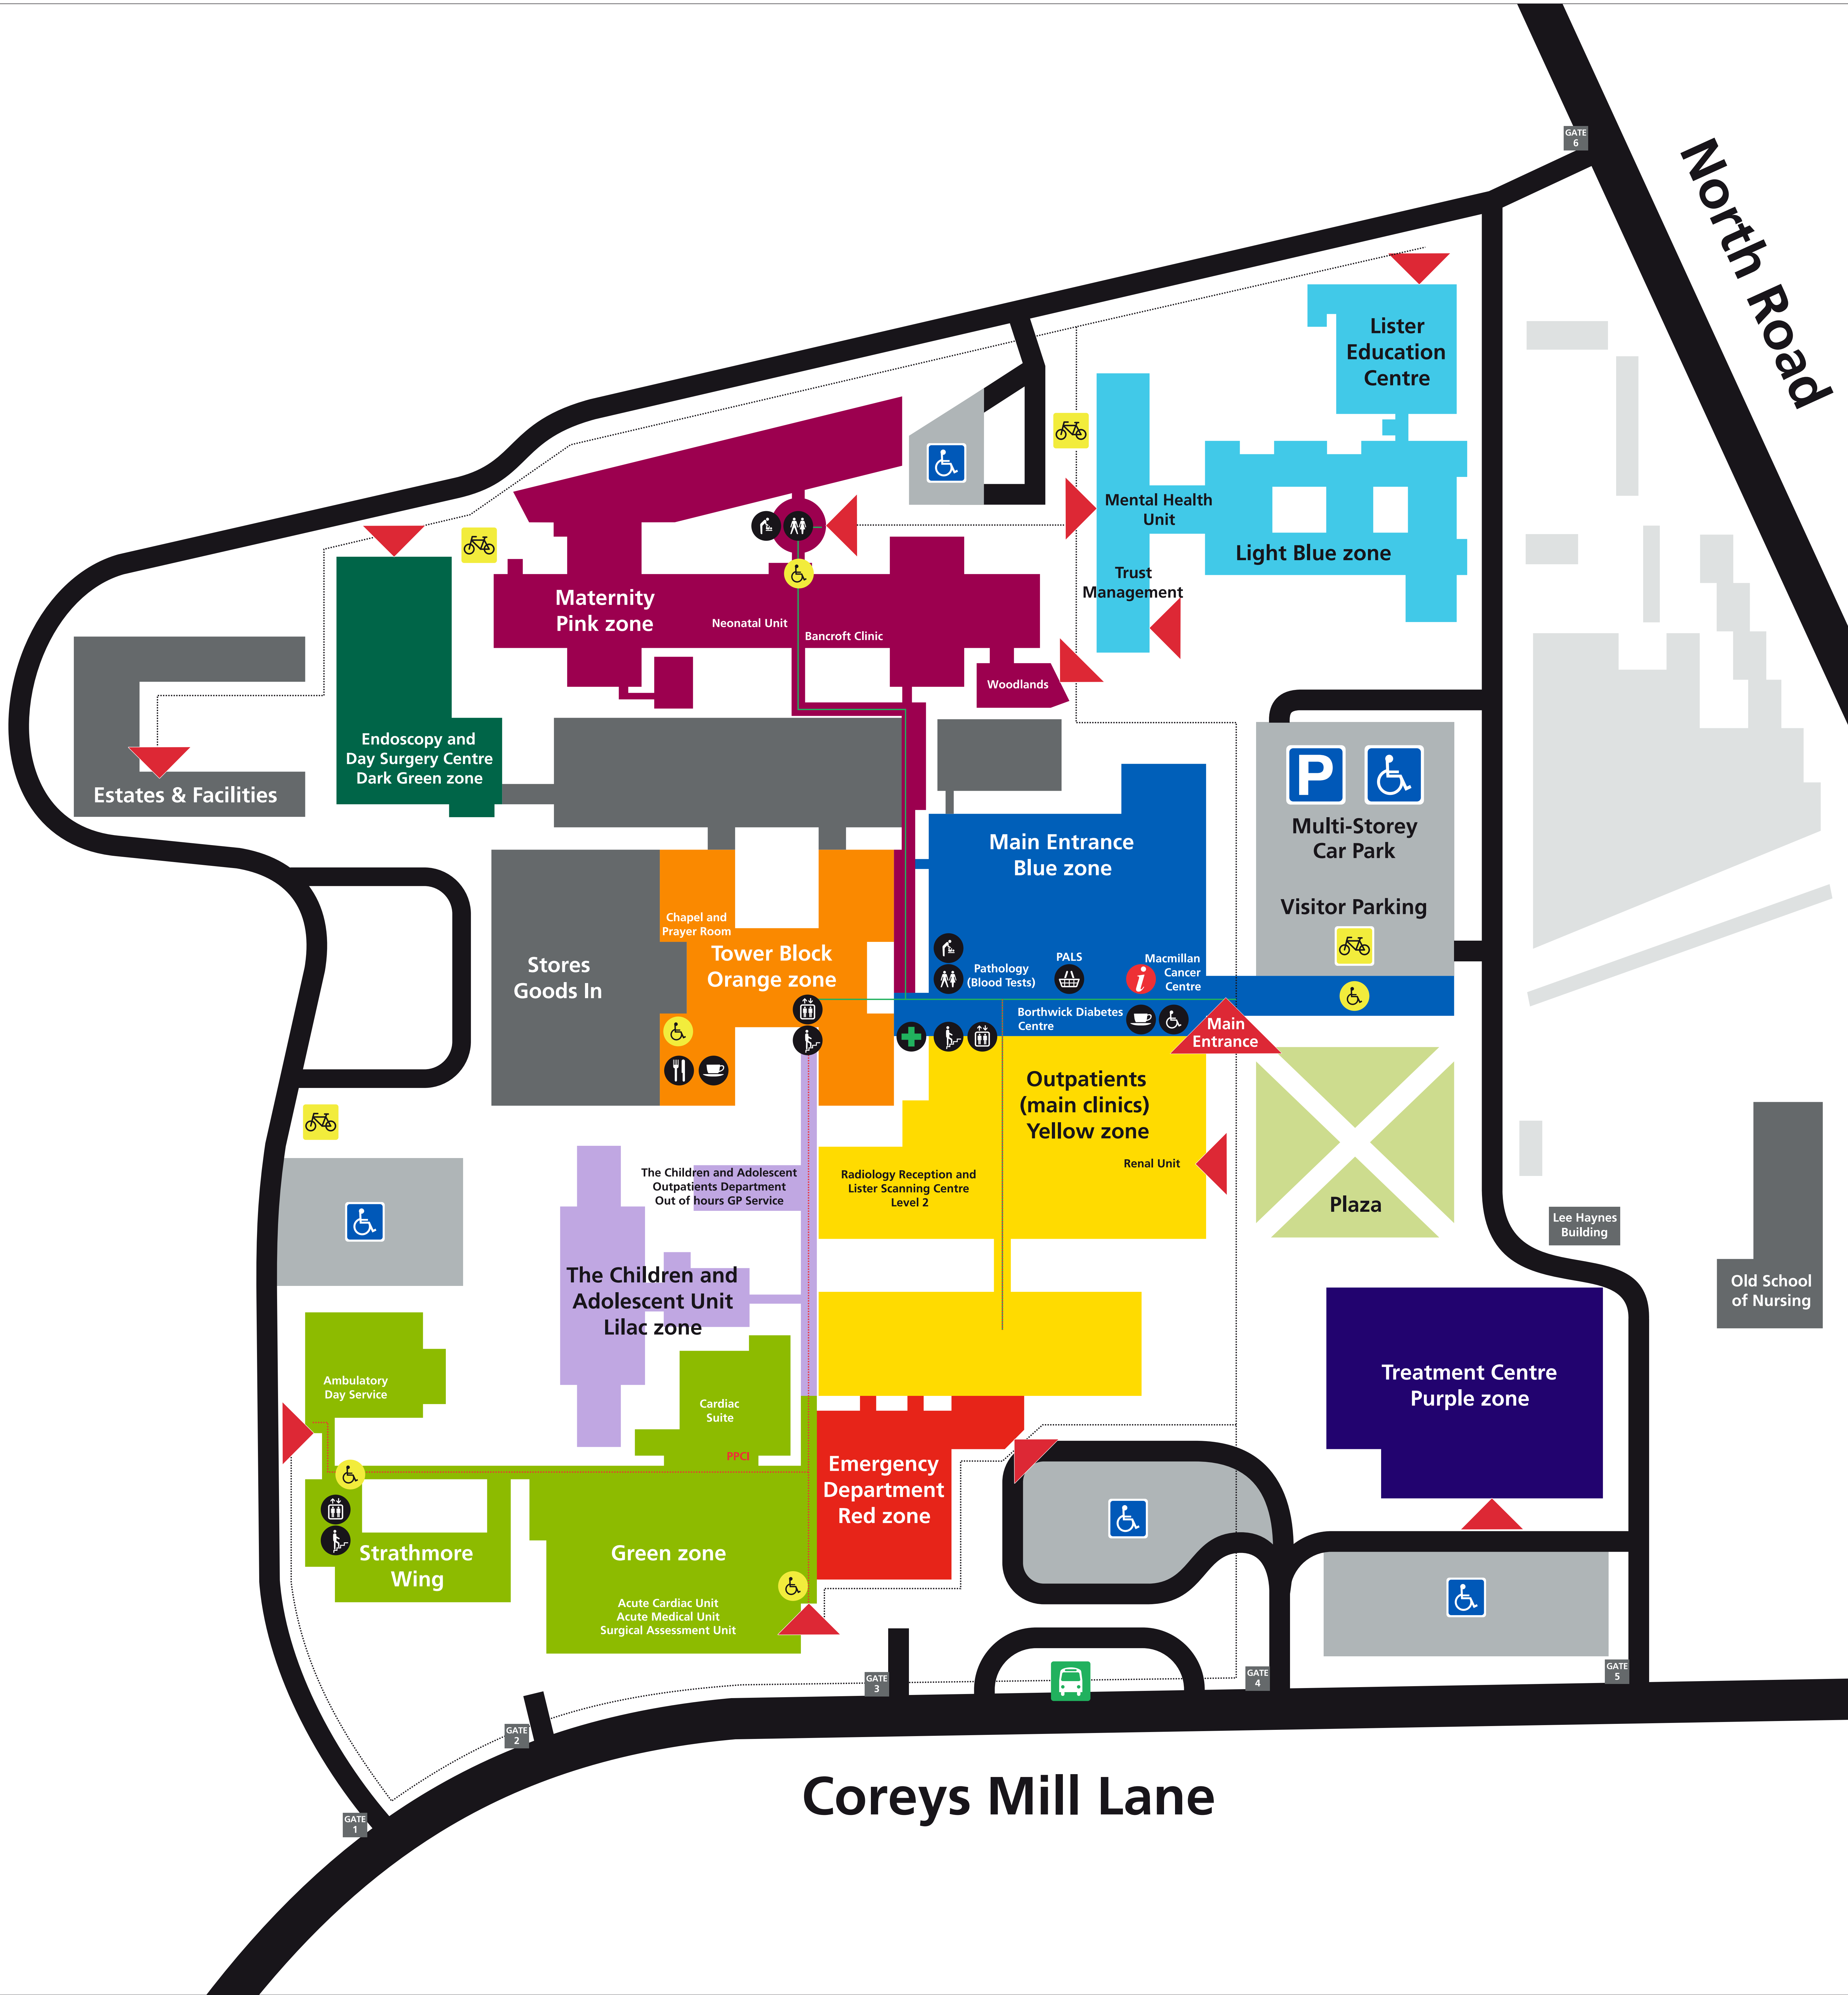 GATE
6
North Road
Lister
Education
Centre
Mental Health
Unit
Light Blue zone
Trust
Management
Maternity
Pink zone
Neonatal Unit
Bancroft Clinic
Woodlands
Endoscopy and
Day Surgery Centre
Dark Green zone
Estates & Facilities
P
Multi-Storey
Car Park
Visitor Parking
Main Entrance
Blue zone
Chapel and
Prayer Room
Tower Block
Orange zone
Stores
Goods In
Pathology
(Blood Tests)
PALS
i
Macmillan
Cancer
Centre
Borthwick Diabetes
Centre
Main
Entrance
Outpatients
(main clinics)
Yellow zone
Renal Unit
Radiology Reception and
Lister Scanning Centre
Level 2
The Children and Adolescent
Outpatients Department
Out of hours GP Service
Plaza
Lee Haynes
Building
Old School
of Nursing
The Children and
Adolescent Unit
Lilac zone
Ambulatory
Day Service
Cardiac
Suite
PPCI
Treatment Centre
Purple zone
Emergency
Department
Red zone
Strathmore
Wing
Green zone
Acute Cardiac Unit
Acute Medical Unit
Surgical Assessment Unit
GATE
5
GATE
4
GATE
3
GATE
2
GATE
1
Coreys Mill Lane